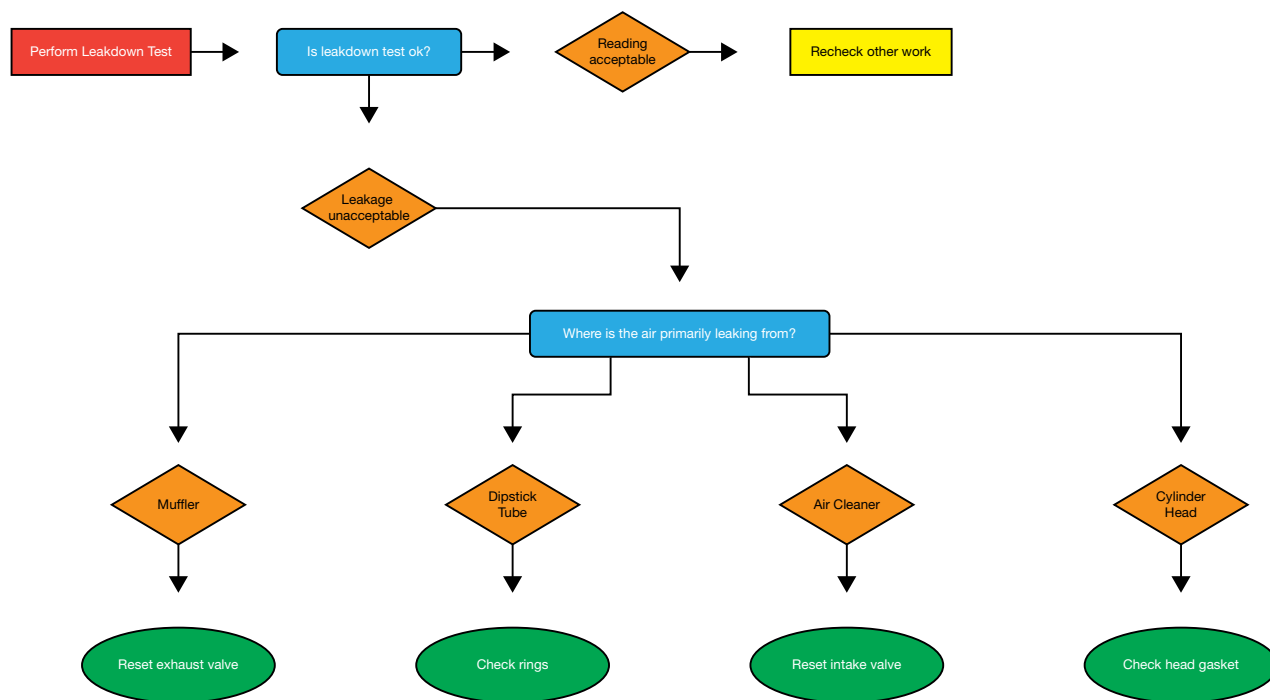 Perform Leakdown Test
Is leakdown test ok?
Reading
acceptable
Recheck other work
Leakage
unacceptable
Where is the air primarily leaking from?
Muffler
Dipstick
Tube
Air Cleaner
Cylinder
Head
Reset exhaust valve
Check rings
Reset intake valve
Check head gasket